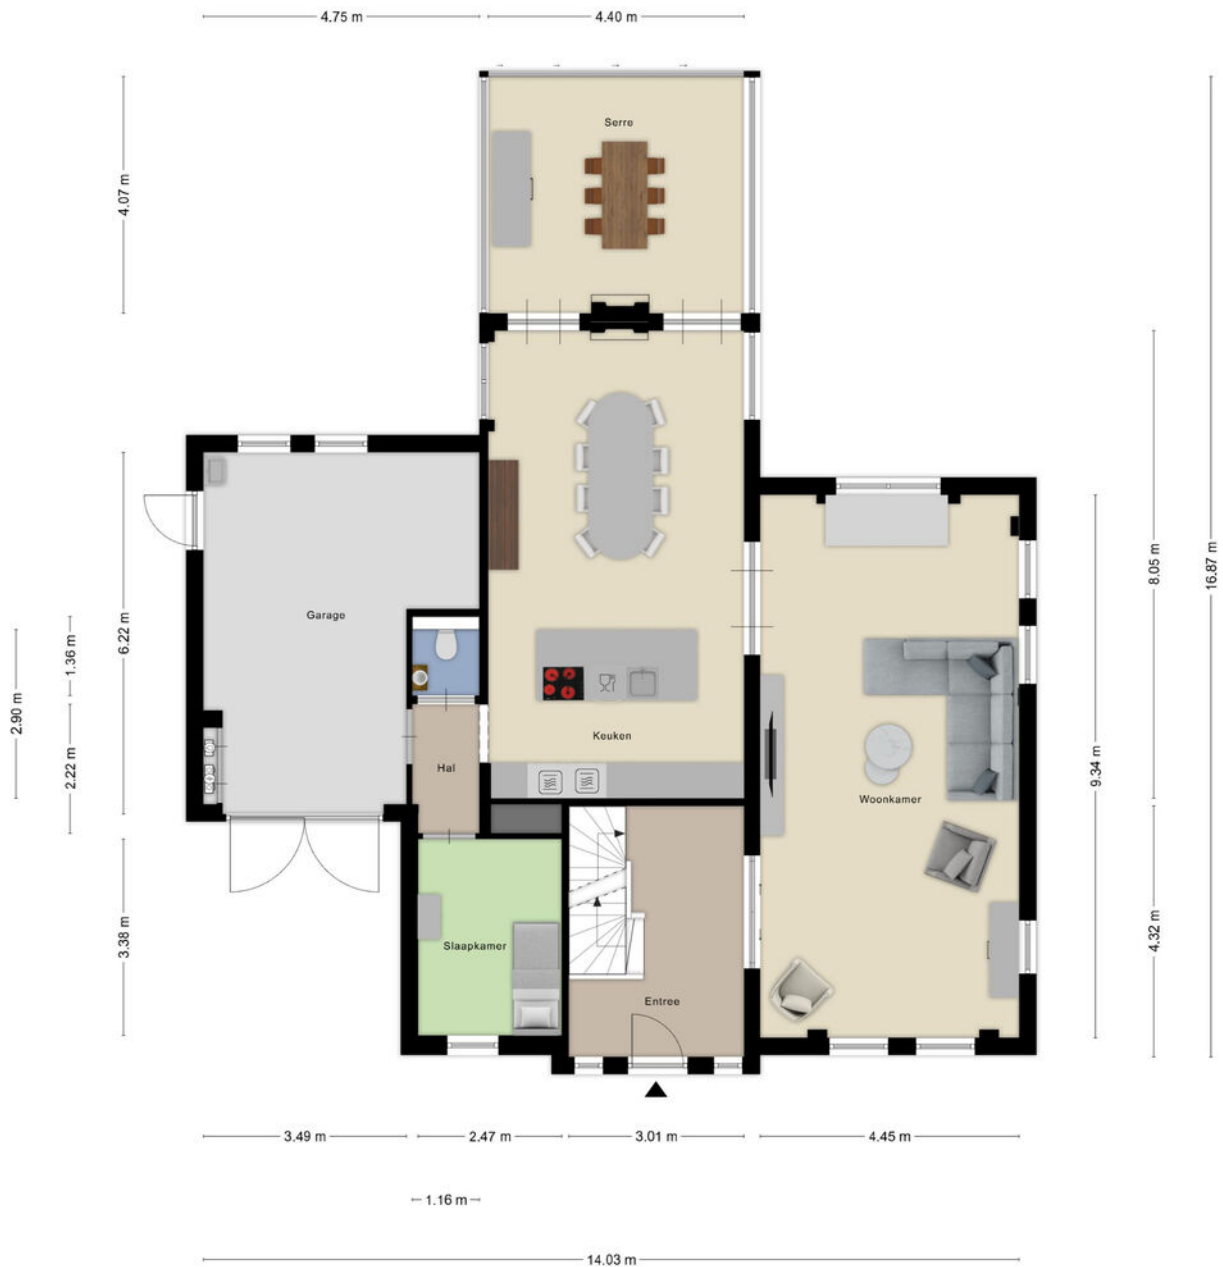 4.75 m
4.40 m
Serre
4.07 m
Garage
6.22 m
1.36 m
2.90 m
2.22 m
Keuken
Hal
Woonkamer
8.05 m
16.87 m
9.34 m
3.38 m
Slaapkamer
Entree
4.32 m
3.49 m
2.47 m
3.01 m
4.45 m
1.16 m
14.03 m